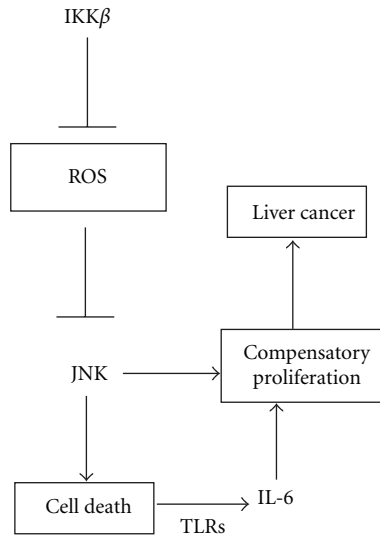 IKKβ
ROS
Liver cancer
JNK
Compensatory
proliferation
Cell death
TLRs
IL-6